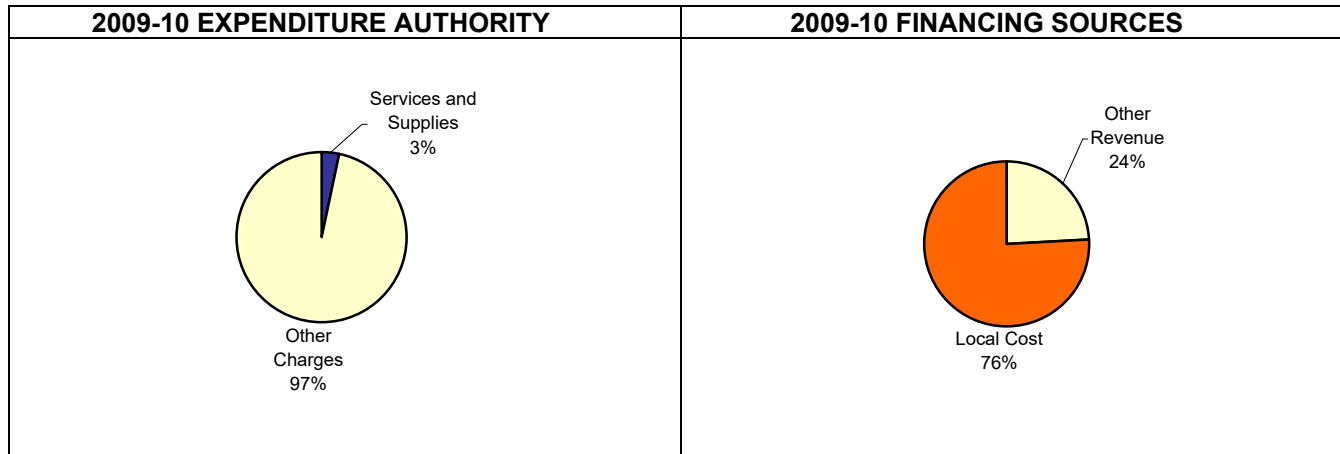 2009-10 EXPENDITURE AUTHORITY
Services and
Supplies
3%
Other
Charges
97%
2009-10 FINANCING SOURCES
Other
Revenue
24%
Local Cost
76%